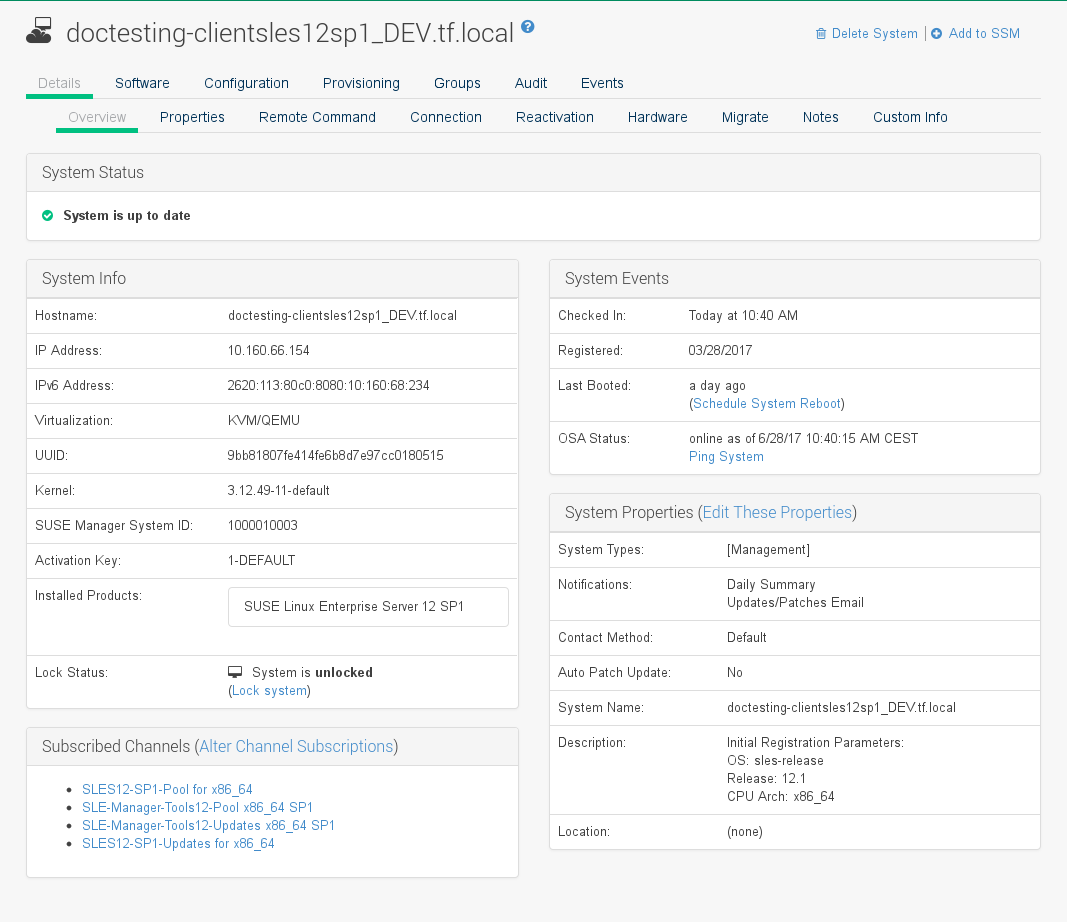 doctesting-clientsles12sp1_DEV.tf.local ?
Delete System | Add to SSM
Details Software Configuration Provisioning Groups Audit Events
Overview Properties Remote Command Connection Reactivation Hardware Migrate Notes Custom Info
System Status
System is up to date
System Info
Hostname: doctesting-clientsles12sp1_DEV.tf.local
IP Address: 10.160.66.154
IPv6 Address: 2620:113:80c0:8080:10:160:68:234
Virtualization: KVM/QEMU
UUID: 9bb81807fe414fe6b8d7e97cc0180515
Kernel: 3.12.49-11-default
SUSE Manager System ID: 1000010003
Activation Key: 1-DEFAULT
Installed Products: SUSE Linux Enterprise Server 12 SP1
Lock Status: System is unlocked
(Lock system)
Subscribed Channels (Alter Channel Subscriptions)
SLES12-SP1-Pool for x86_64
SLE-Manager-Tools12-Pool x86_64 SP1
SLE-Manager-Tools12-Updates x86_64 SP1
SLES12-SP1-Updates for x86_64
System Events
Checked In: Today at 10:40 AM
Registered: 03/28/2017
Last Booted: a day ago
(Schedule System Reboot)
OSA Status: online as of 6/28/17 10:40:15 AM CEST
Ping System
System Properties (Edit These Properties)
System Types: [Management]
Notifications: Daily Summary
Updates/Patches Email
Contact Method: Default
Auto Patch Update: No
System Name: doctesting-clientsles12sp1_DEV.tf.local
Description: Initial Registration Parameters:
OS: sles-release
Release: 12.1
CPU Arch: x86_64
Location: (none)